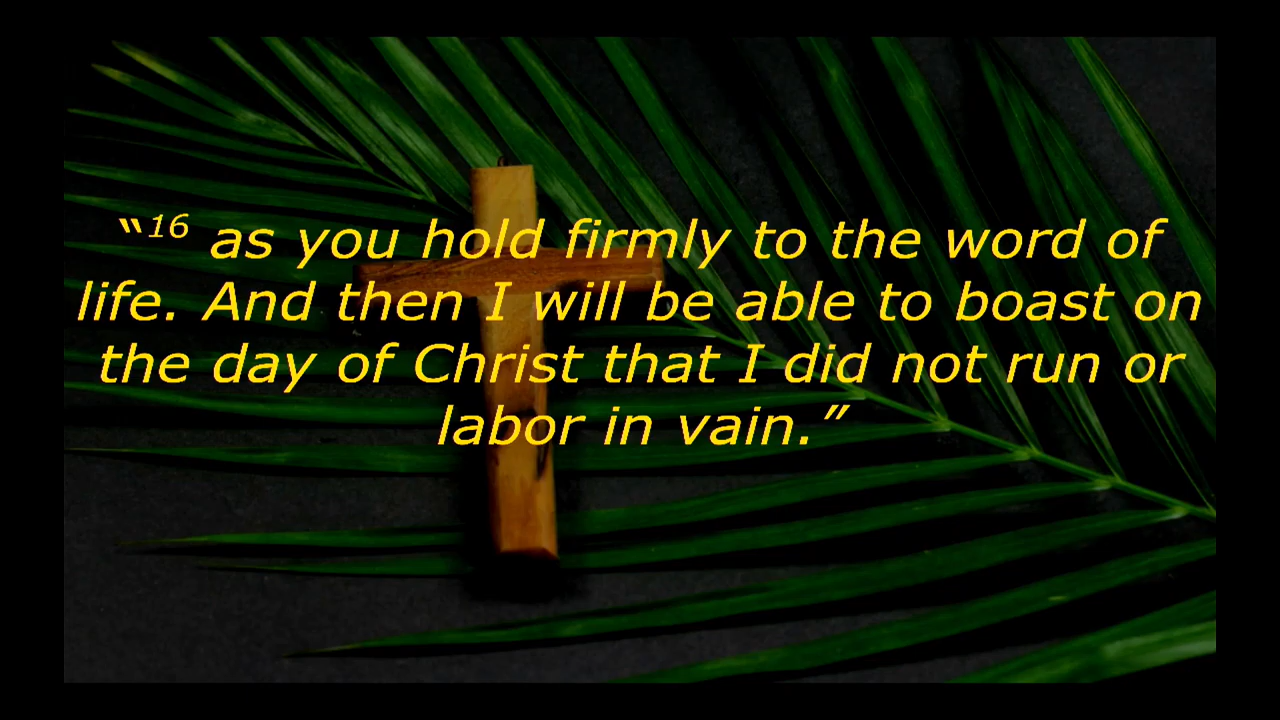 “16 as you hold firmly to the word of
life. And then I will be able to boast on
the day of Christ that I did not run or
labor in vain.”